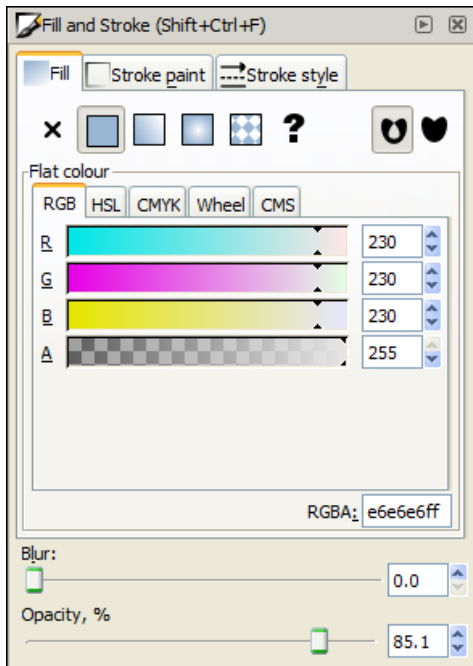 Fill and Stroke (Shift+Ctrl+F)
Fill Stroke paint Stroke style
?
Flat colour
RGB HSL CMYK Wheel CMS
R 230
G 230
B 230
A 255
RGBA: e6e6e6ff
Blur:
0.0
Opacity, %
85.1